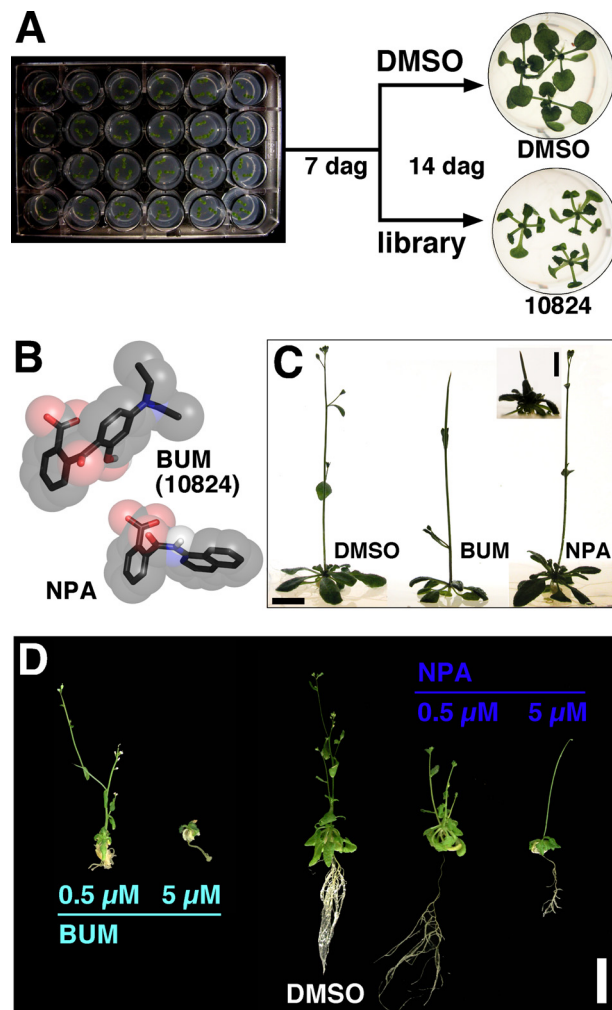 A
DMSO
7 dag
14 dag
library
DMSO
10824
B
BUM
(10824)
NPA
C
DMSO
BUM
NPA
D
NPA
0.5 µM 5 µM
0.5 µM 5 µM
BUM
DMSO